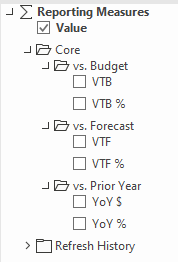 Reporting Measures
Value
Core
vs. Budget
VTB
VTB %
vs. Forecast
VTF
VTF %
vs. Prior Year
YoY $
YoY %
Refresh History